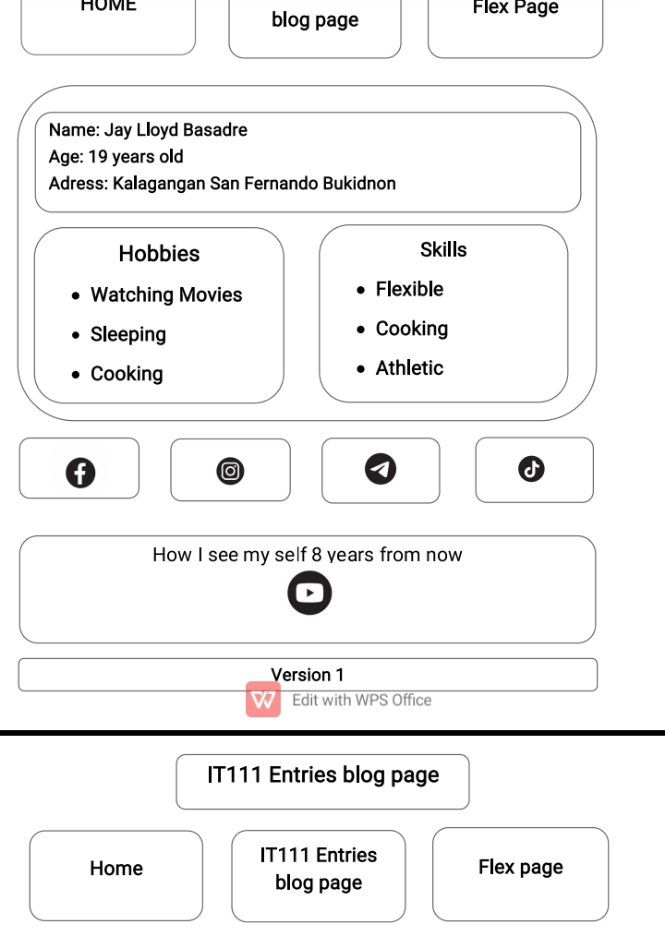 HOME
blog page
Flex Page
Name: Jay Lloyd Basadre
Age: 19 years old
Adress: Kalagangan San Fernando Bukidnon
Hobbies
• Watching Movies
• Sleeping
• Cooking
Skills
• Flexible
• Cooking
• Athletic
How I see my self 8 years from now
Version 1
Edit with WPS Office
IT111 Entries blog page
Home
IT111 Entries
blog page
Flex page